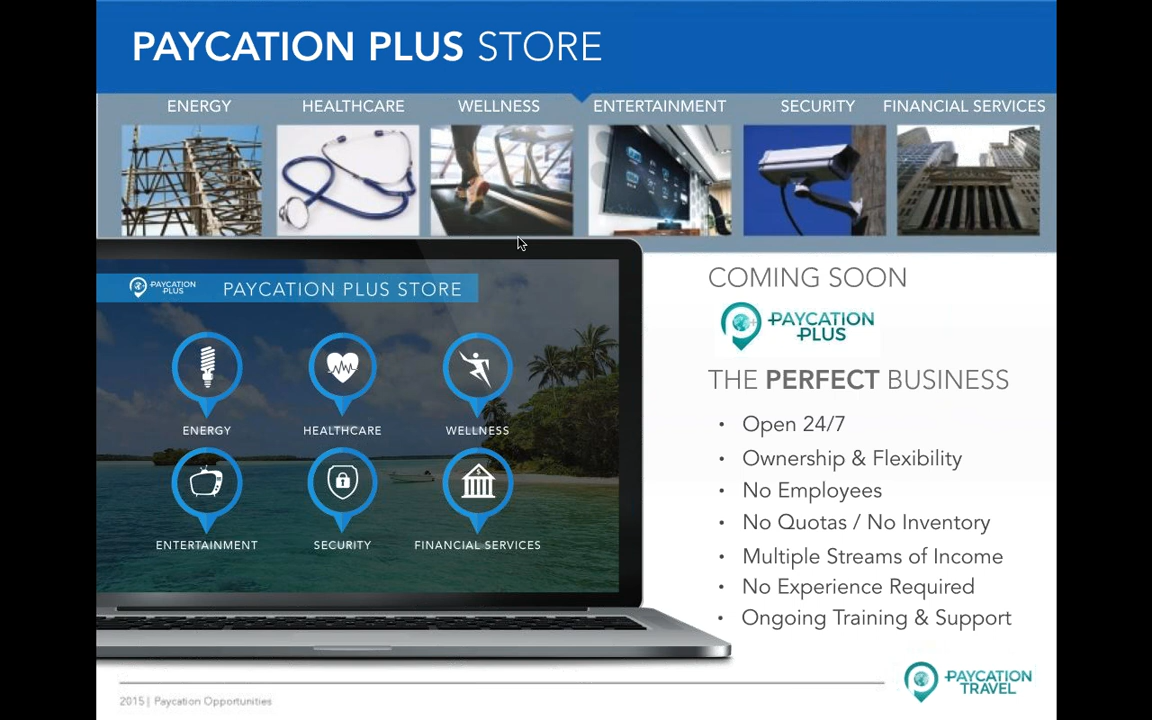 PAYCATION PLUS STORE
ENERGY HEALTHCARE WELLNESS ENTERTAINMENT SECURITY FINANCIAL SERVICES
PAYCATION
PLUS
PAYCATION PLUS STORE
ENERGY HEALTHCARE WELLNESS
ENTERTAINMENT SECURITY FINANCIAL SERVICES
COMING SOON
PAYCATION
PLUS
THE PERFECT BUSINESS
• Open 24/7
• Ownership & Flexibility
• No Employees
• No Quotas / No Inventory
• Multiple Streams of Income
• No Experience Required
• Ongoing Training & Support
2015 | Paycation Opportunities
PAYCATION
TRAVEL